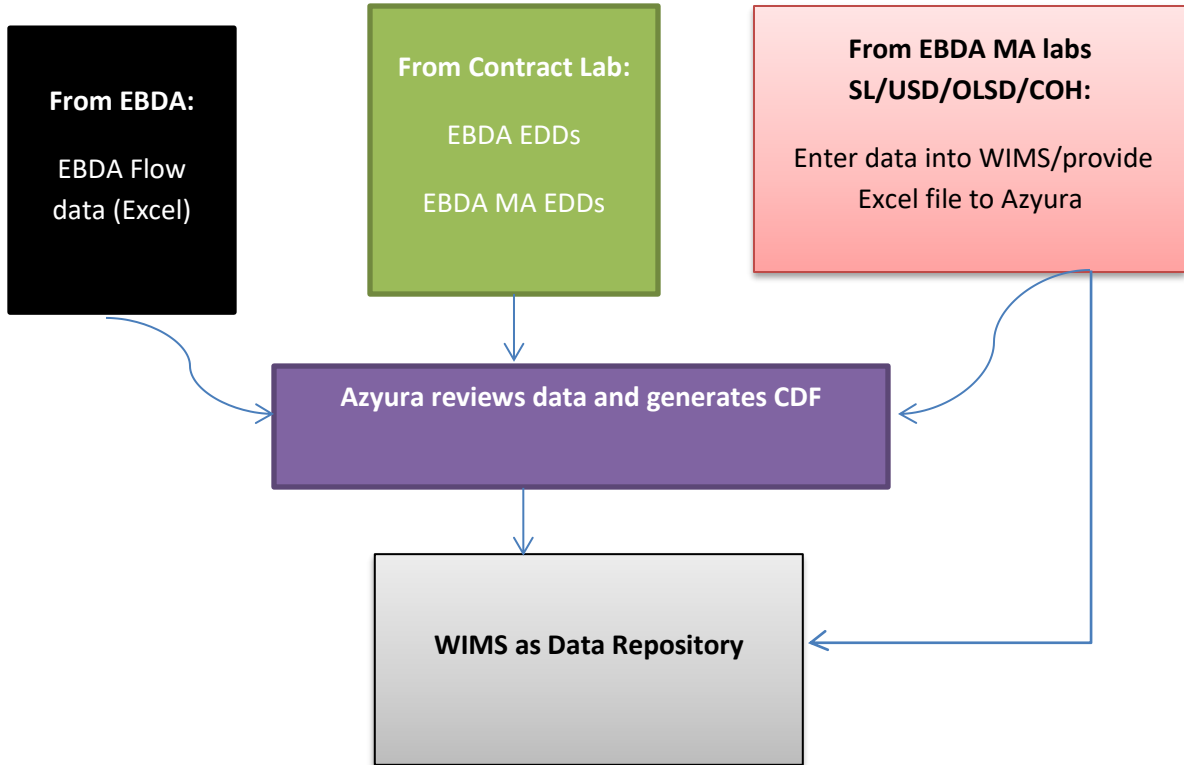 From EBDA:
EBDA Flow
data (Excel)
From Contract Lab:
EBDA EDDs
EBDA MA EDDs
From EBDA MA labs
SL/USD/OLSD/COH:
Enter data into WIMS/provide
Excel file to Azyura
Azyura reviews data and generates CDF
WIMS as Data Repository